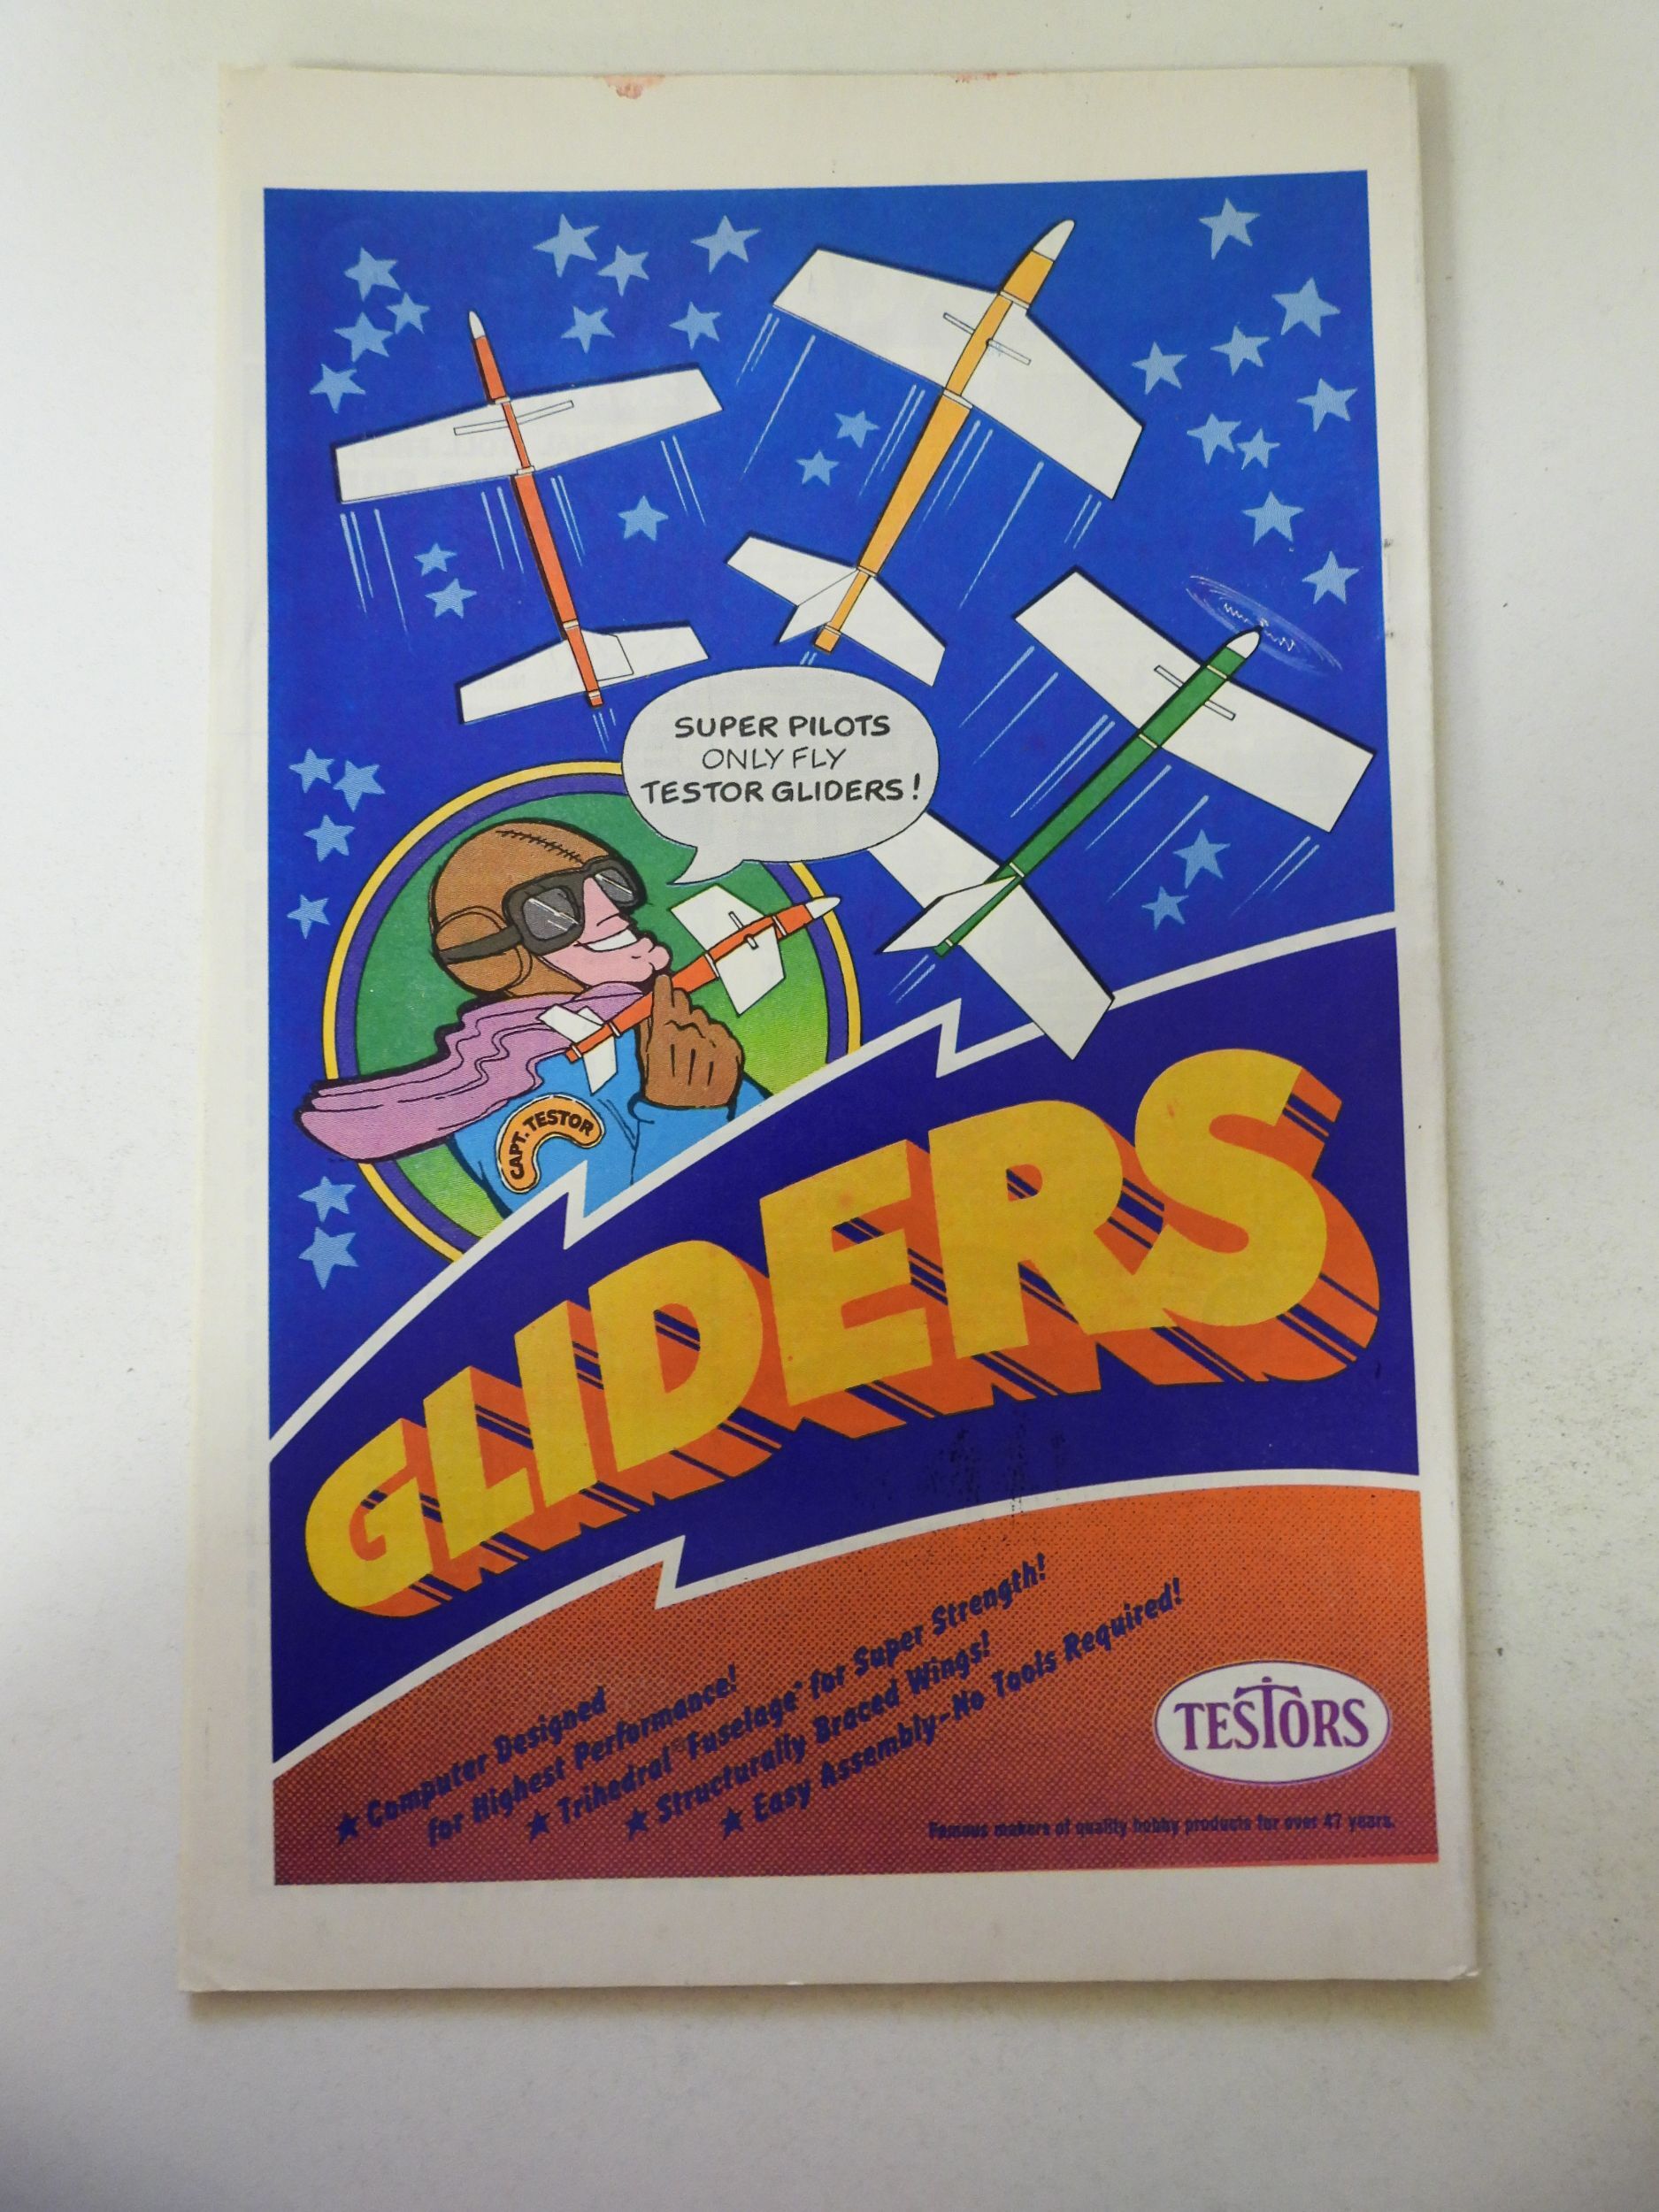 SUPER PILOTS
ONLY FLY
TESTOR GLIDERS!
CAPT. TESTOR
GLIDERS
★ Computer Designed
for Highest Performance!
★ Trihedral® Fuselage* for Super Strength!
★ Structurally Braced Wings!
★ Easy Assembly-No Tools Required!
TESTORS
Famous makers of quality hobby products for over 47 years.